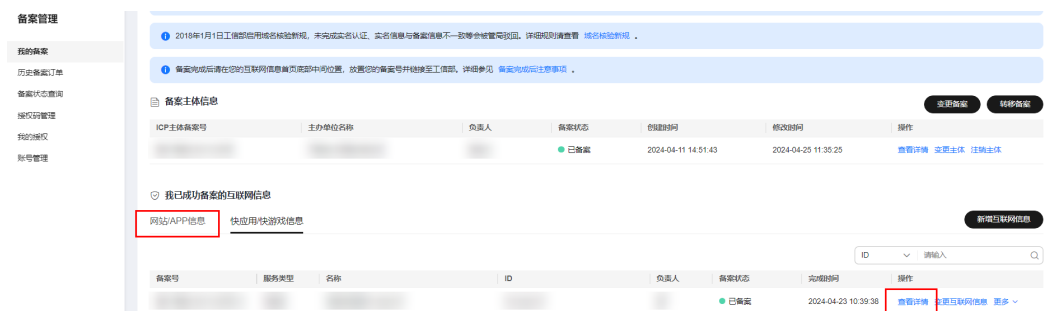 备案管理
我的备案
历史备案订单
备案状态查询
授权码管理
我的授权
账号管理
2018年1月1日工信部启用域名核验新规，未完成实名认证，实名信息与备案信息不一致等会被管局驳回。详细规则请查看 域名核验新规 。
备案完成后请在您的互联网信息首页底部中间位置，放置您的备案号并链接至工信部。详细参见 备案完成后注意事项 。
备案主体信息
变更备案 转移备案
ICP主体备案号 主办单位名称 负责人 备案状态 创建时间 修改时间 操作
已备案 2024-04-11 14:51:43 2024-04-25 11:35:25 查看详情 变更主体 注销主体
我已成功备案的互联网信息
网站/APP信息 快应用/快游戏信息 新增互联网信息
ID 请输入
备案号 服务类型 名称 ID 负责人 备案状态 完成时间 操作
已备案 2024-04-23 10:39:38 查看详情 变更互联网信息 更多